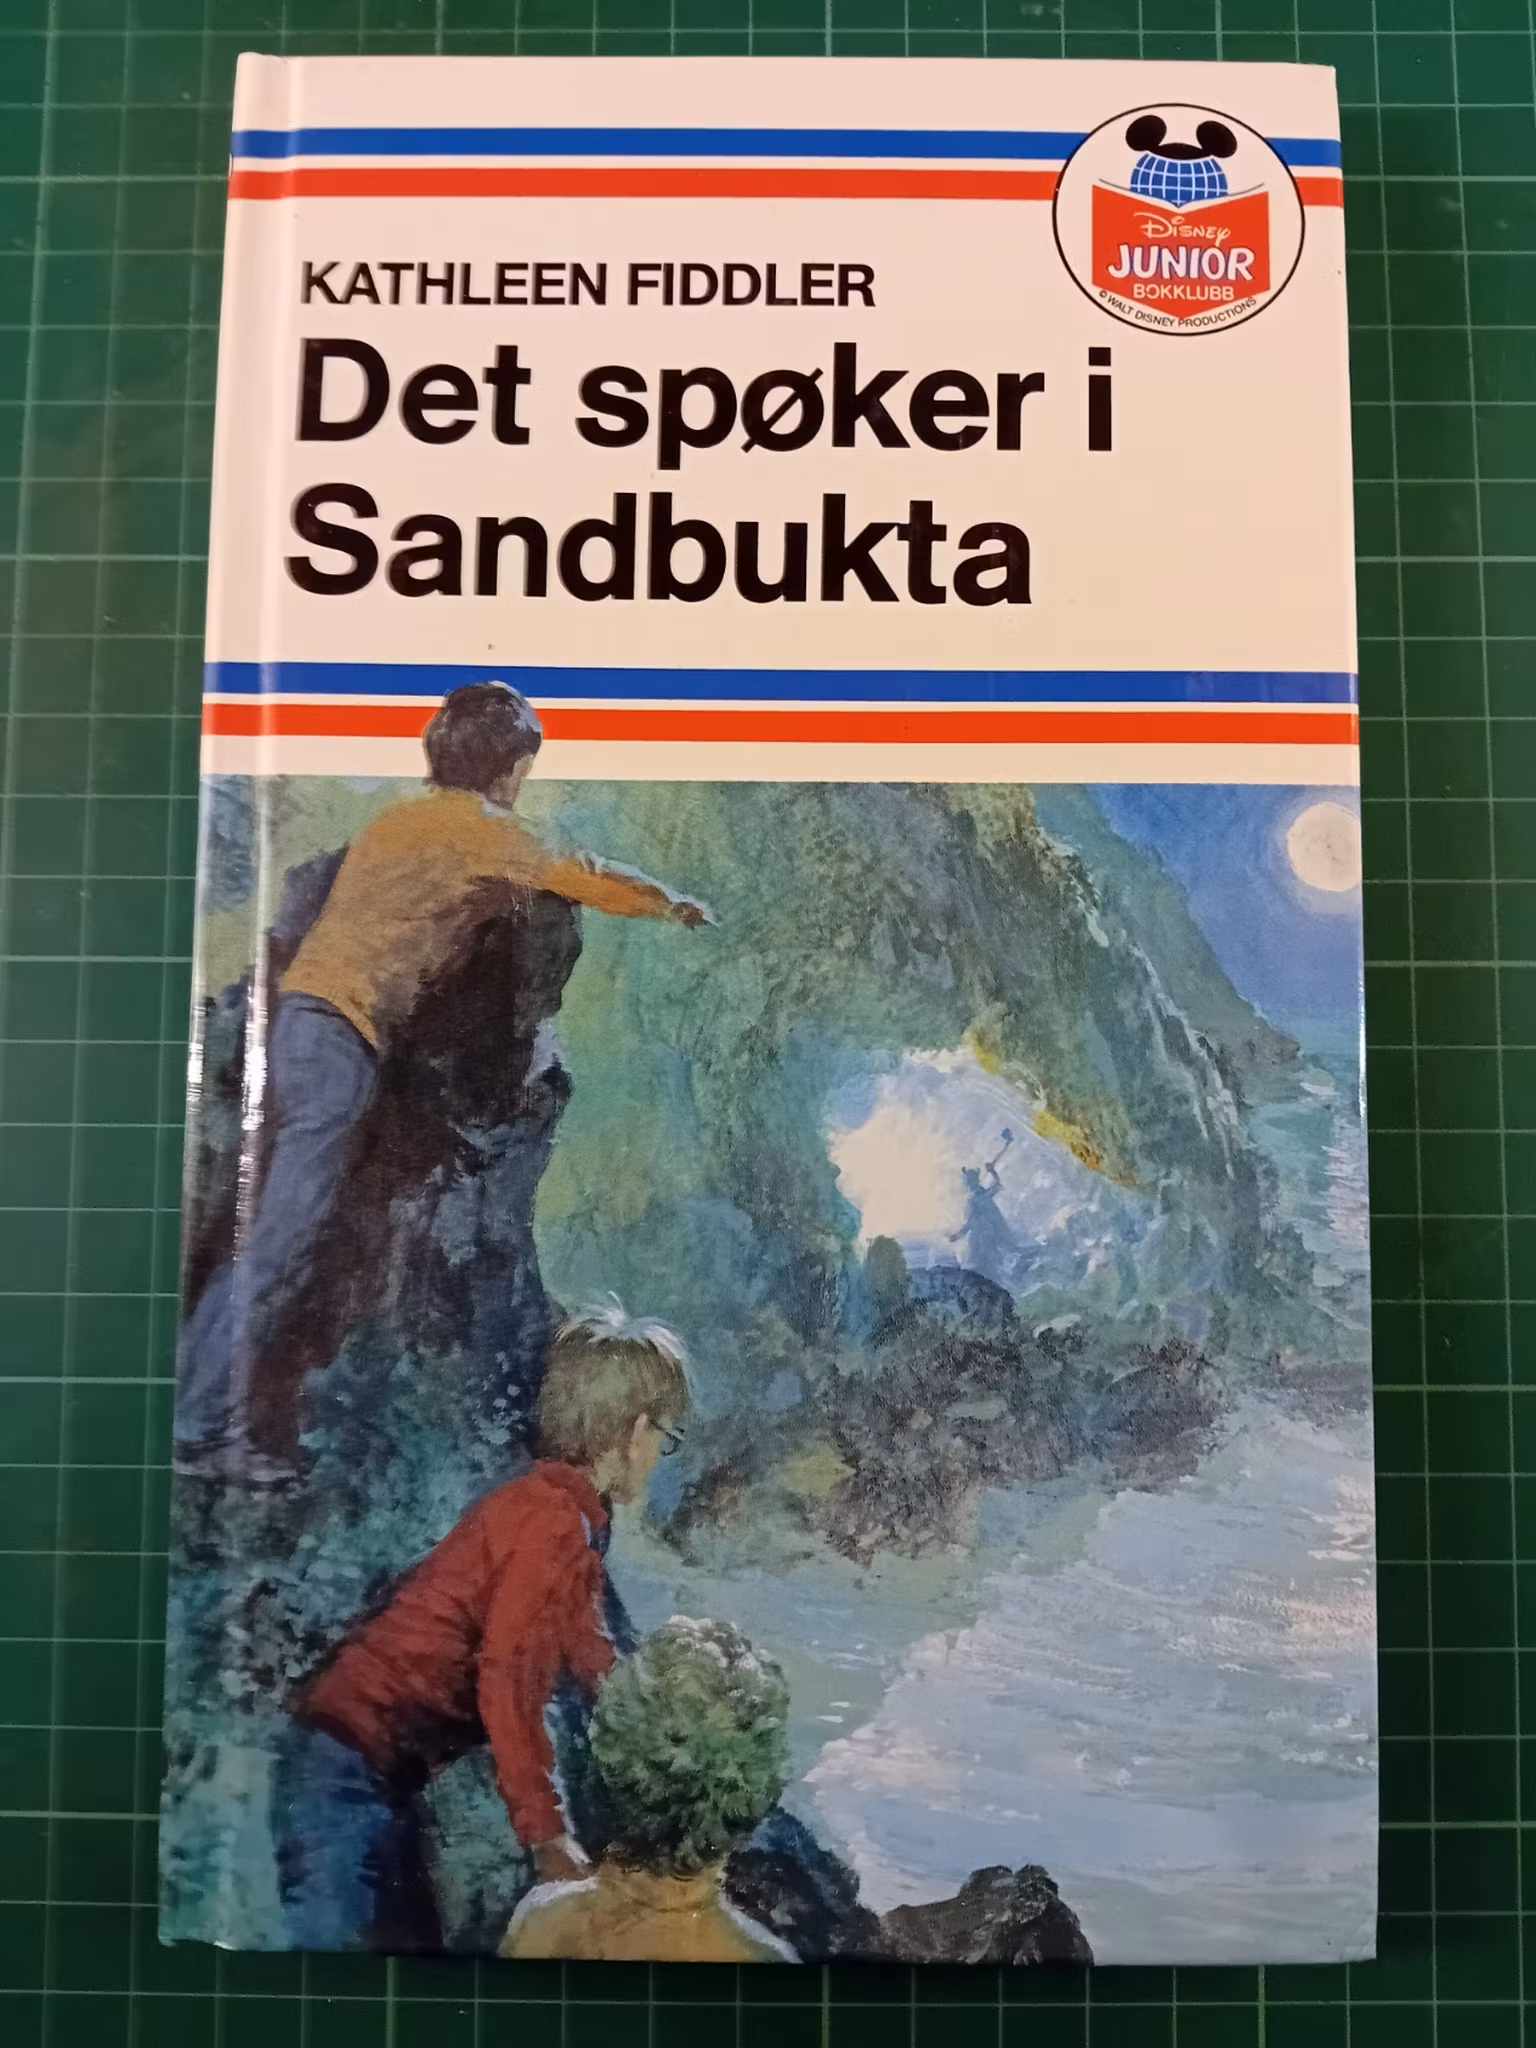 Disney
JUNIOR
BOKKLUBB
© WALT DISNEY PRODUCTIONS
KATHLEEN FIDDLER
Det spøker i
Sandbukta